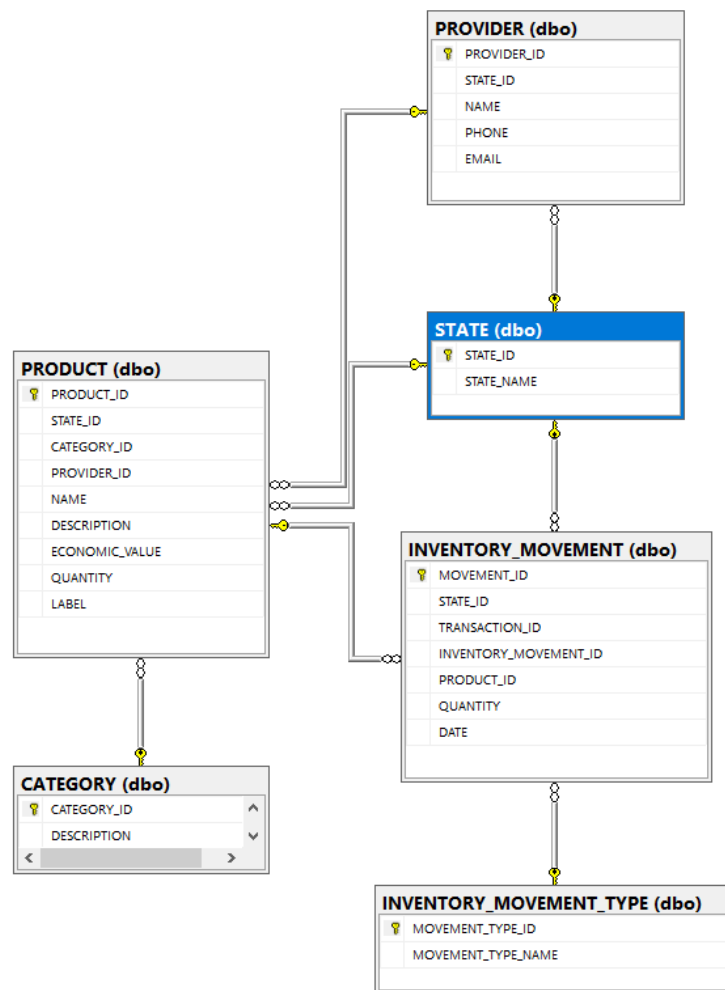 PROVIDER (dbo)
PROVIDER_ID
STATE_ID
NAME
PHONE
EMAIL
STATE (dbo)
STATE_ID
STATE_NAME
PRODUCT (dbo)
PRODUCT_ID
STATE_ID
CATEGORY_ID
PROVIDER_ID
NAME
DESCRIPTION
ECONOMIC_VALUE
QUANTITY
LABEL
INVENTORY_MOVEMENT (dbo)
MOVEMENT_ID
STATE_ID
TRANSACTION_ID
INVENTORY_MOVEMENT_ID
PRODUCT_ID
QUANTITY
DATE
CATEGORY (dbo)
CATEGORY_ID
DESCRIPTION
INVENTORY_MOVEMENT_TYPE (dbo)
MOVEMENT_TYPE_ID
MOVEMENT_TYPE_NAME